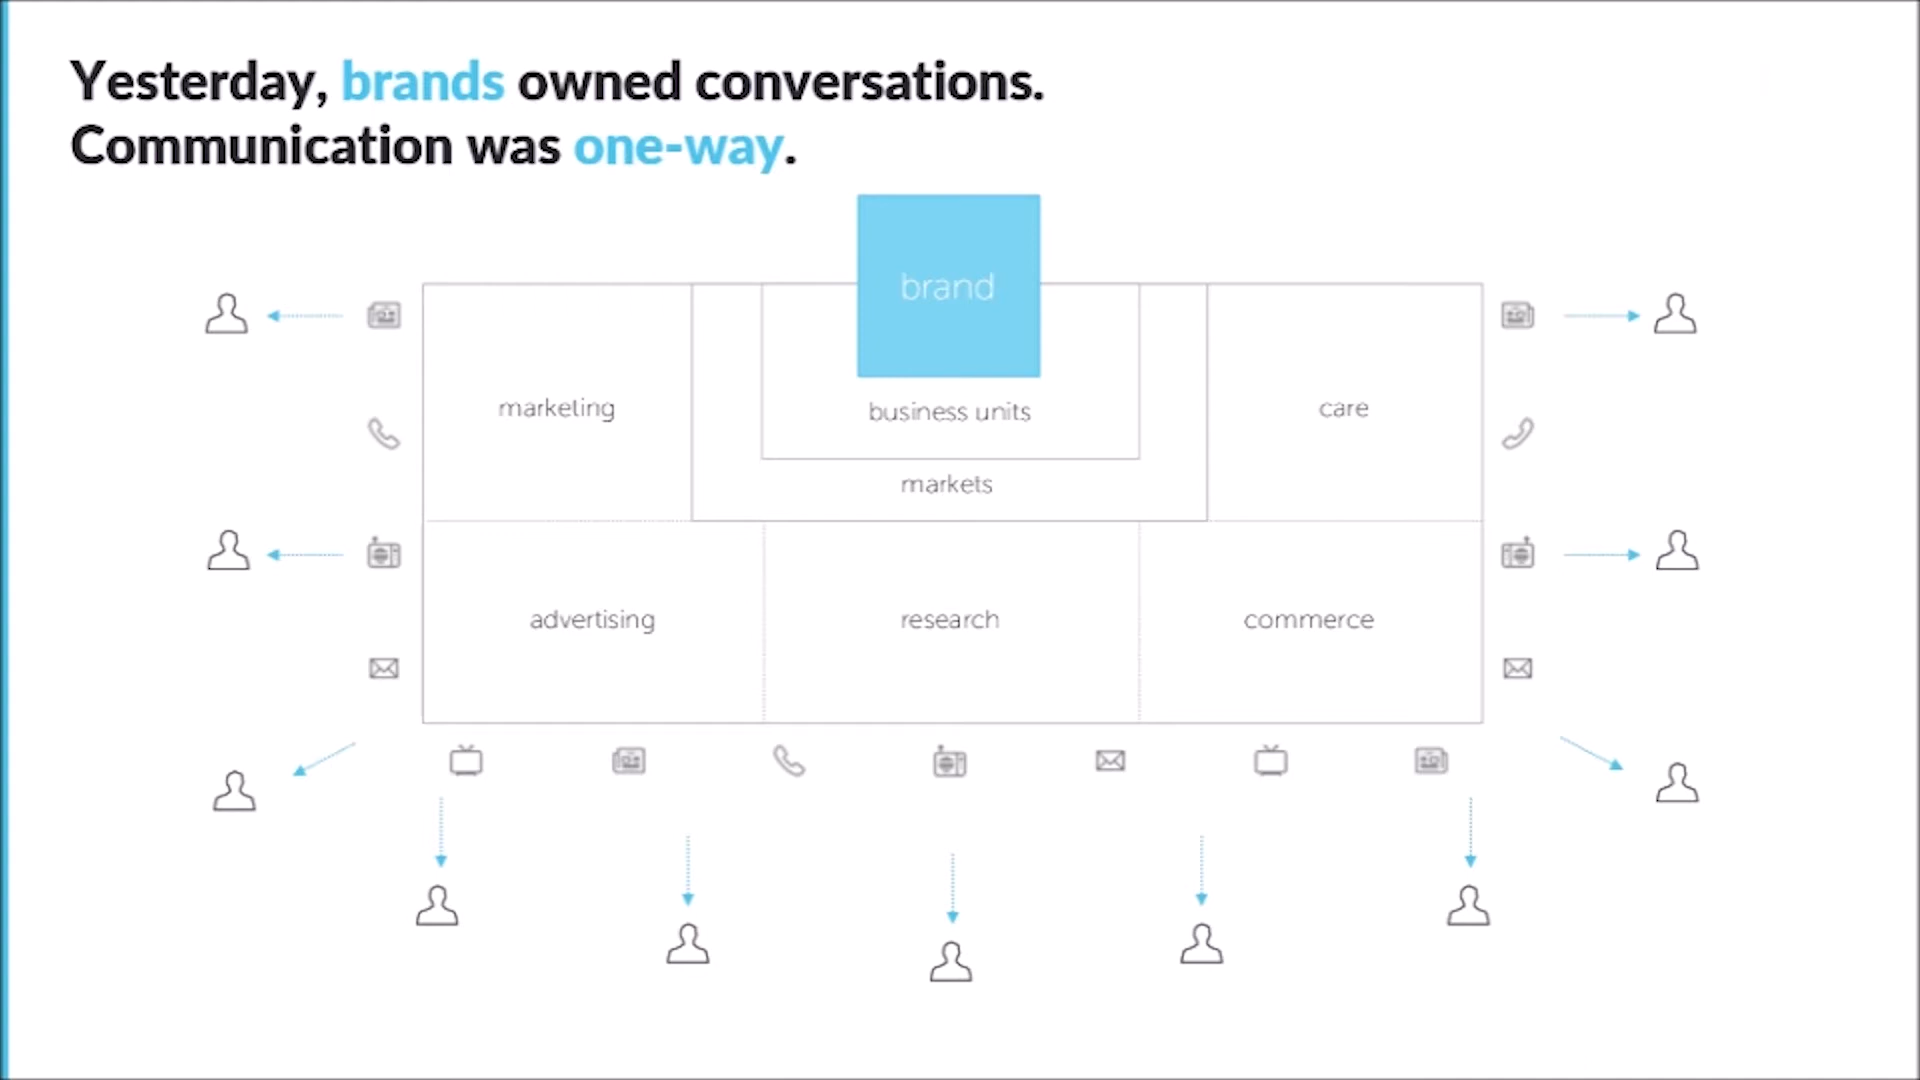 Yesterday, brands owned conversations.
Communication was one-way.
brand
marketing
business units
care
markets
advertising
research
commerce